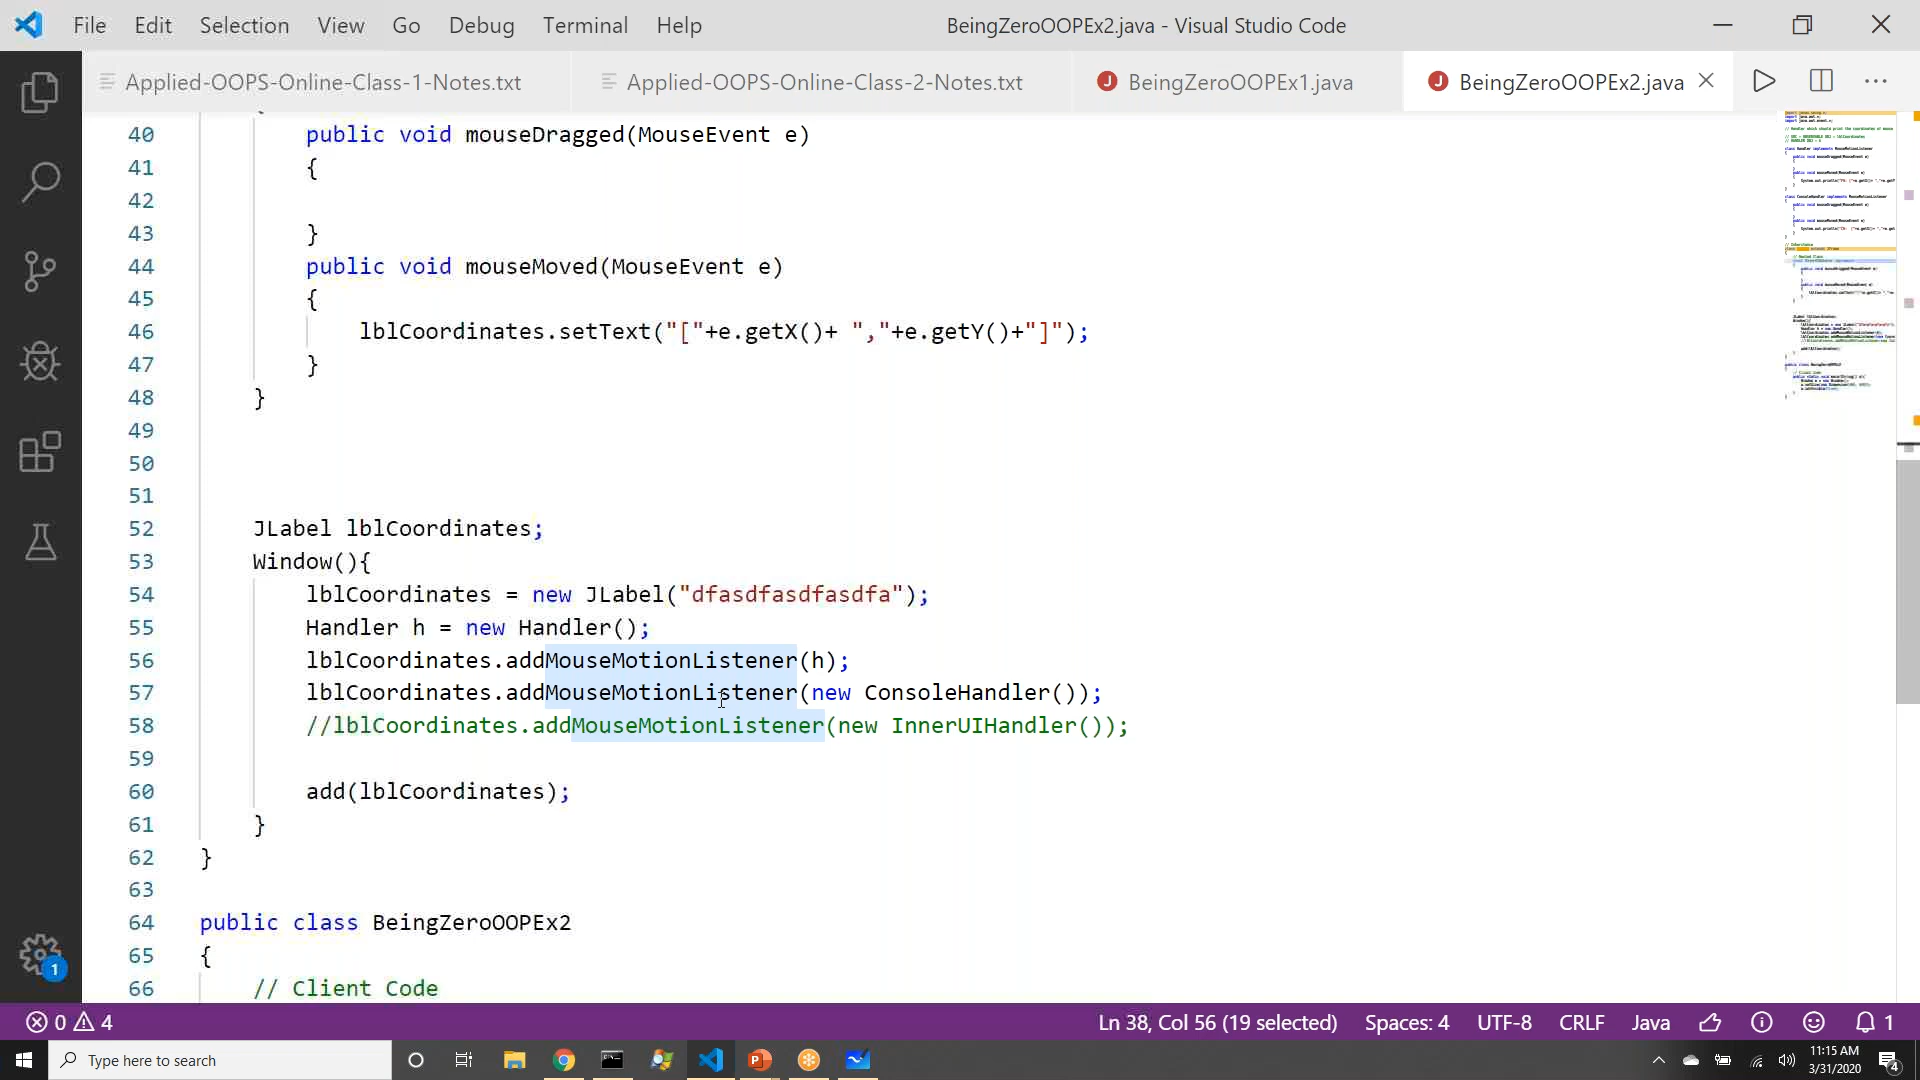 File Edit Selection View Go Debug Terminal Help BeingZeroOOPEx2.java - Visual Studio Code
Applied-OOPS-Online-Class-1-Notes.txt Applied-OOPS-Online-Class-2-Notes.txt BeingZeroOOPEx1.java BeingZeroOOPEx2.java
40 public void mouseDragged(MouseEvent e)
41 {
42
43 }
44 public void mouseMoved(MouseEvent e)
45 {
46 lblCoordinates.setText("["+e.getX()+ ","+e.getY()+"]");
47 }
48 }
49
50
51
52 JLabel lblCoordinates;
53 Window(){
54 lblCoordinates = new JLabel("dfasdfasdfasdfa");
55 Handler h = new Handler();
56 lblCoordinates.addMouseMotionListener(h);
57 lblCoordinates.addMouseMotionListener(new ConsoleHandler());
58 //lblCoordinates.addMouseMotionListener(new InnerUIHandler());
59
60 add(lblCoordinates);
61 }
62 }
63
64 public class BeingZeroOOPEx2
65 {
66 // Client Code
1
0 4 Ln 38, Col 56 (19 selected) Spaces: 4 UTF-8 CRLF Java 1
Type here to search
11:15 AM
3/31/2020
4